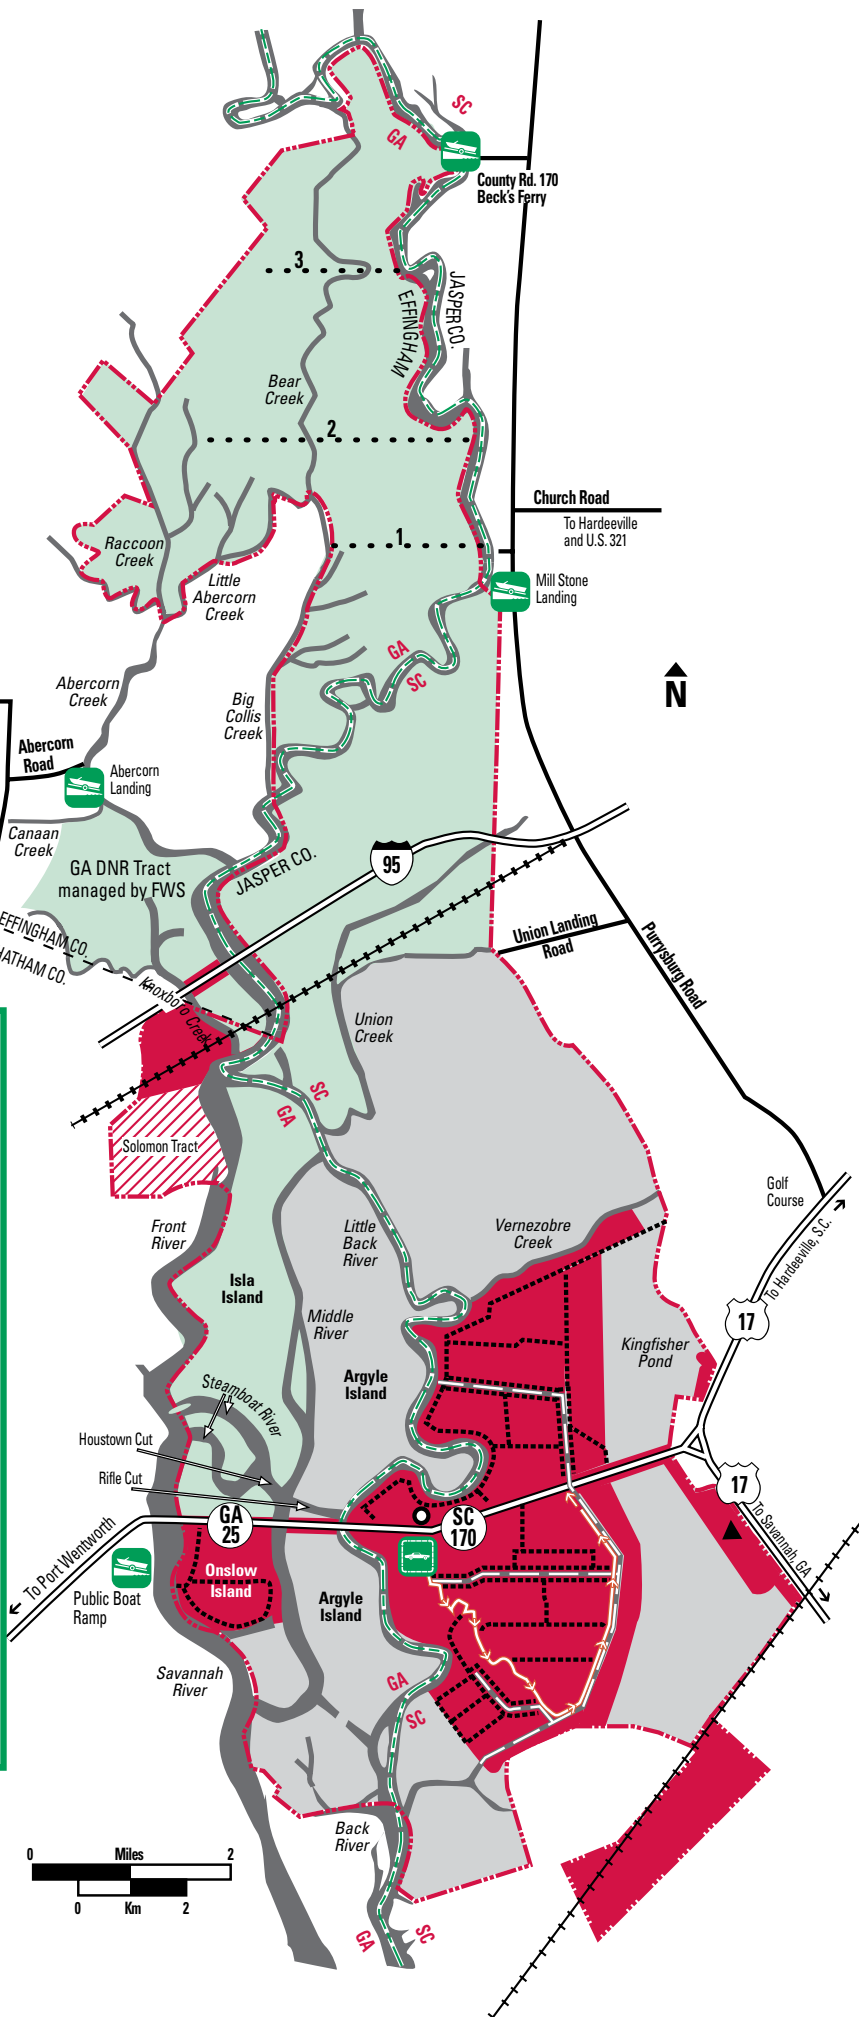 SC
GA
County Rd. 170
Beck's Ferry
3
JASPER CO.
EFFINGHAM
Bear
Creek
2
Church Road
To Hardeeville
and U.S. 321
1
Raccoon
Creek
Little
Abercorn
Creek
Mill Stone
Landing
GA
SC
N
Abercorn
Creek
Big
Collis
Creek
Abercorn
Road
Abercorn
Landing
Canaan
Creek
95
JASPER CO.
GA DNR Tract
managed by FWS
EFFINGHAM CO.
HATHAM CO.
Union Landing
Road
Purrysburg Road
Knoxboro Creek
Union
Creek
SC
GA
Solomon Tract
Golf
Course
To Hardeeville, S.C.
Front
River
Little
Back
River
Vernezobre
Creek
Isla
Island
Middle
River
17
Kingfisher
Pond
Argyle
Island
Steamboat River
Houstown Cut
Rifle Cut
17
GA
25
SC
170
To Savannah, GA
To Port Wentworth
Public Boat
Ramp
Onslow
Island
Argyle
Island
Savannah
River
GA
SC
Back
River
0 Miles 2
0 Km 2
GA
SC